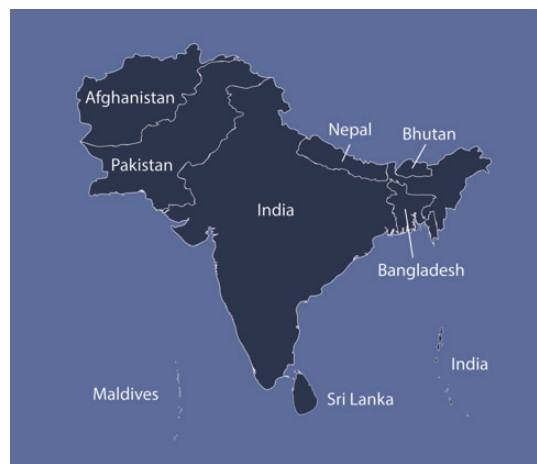 Afghanistan
Nepal
Bhutan
Pakistan
India
Bangladesh
India
Maldives
Sri Lanka